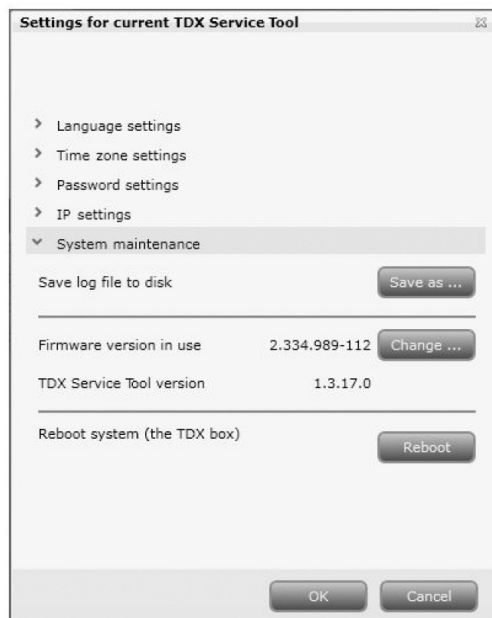 Settings for current TDX Service Tool
Language settings
Time zone settings
Password settings
IP settings
System maintenance
Save log file to disk Save as ...
Firmware version in use 2.334.989-112 Change ...
TDX Service Tool version 1.3.17.0
Reboot system (the TDX box) Reboot
OK Cancel